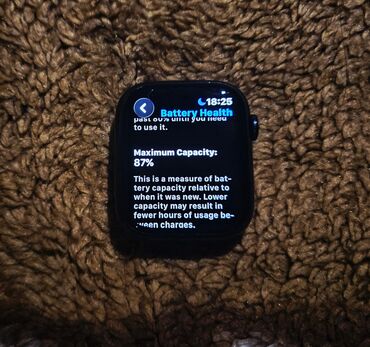 18:25
Battery Health
past 80% until you need
to use it.
Maximum Capacity:
87%
This is a measure of bat-
tery capacity relative to
when it was new. Lower
capacity may result in
fewer hours of usage be-
tween charges.